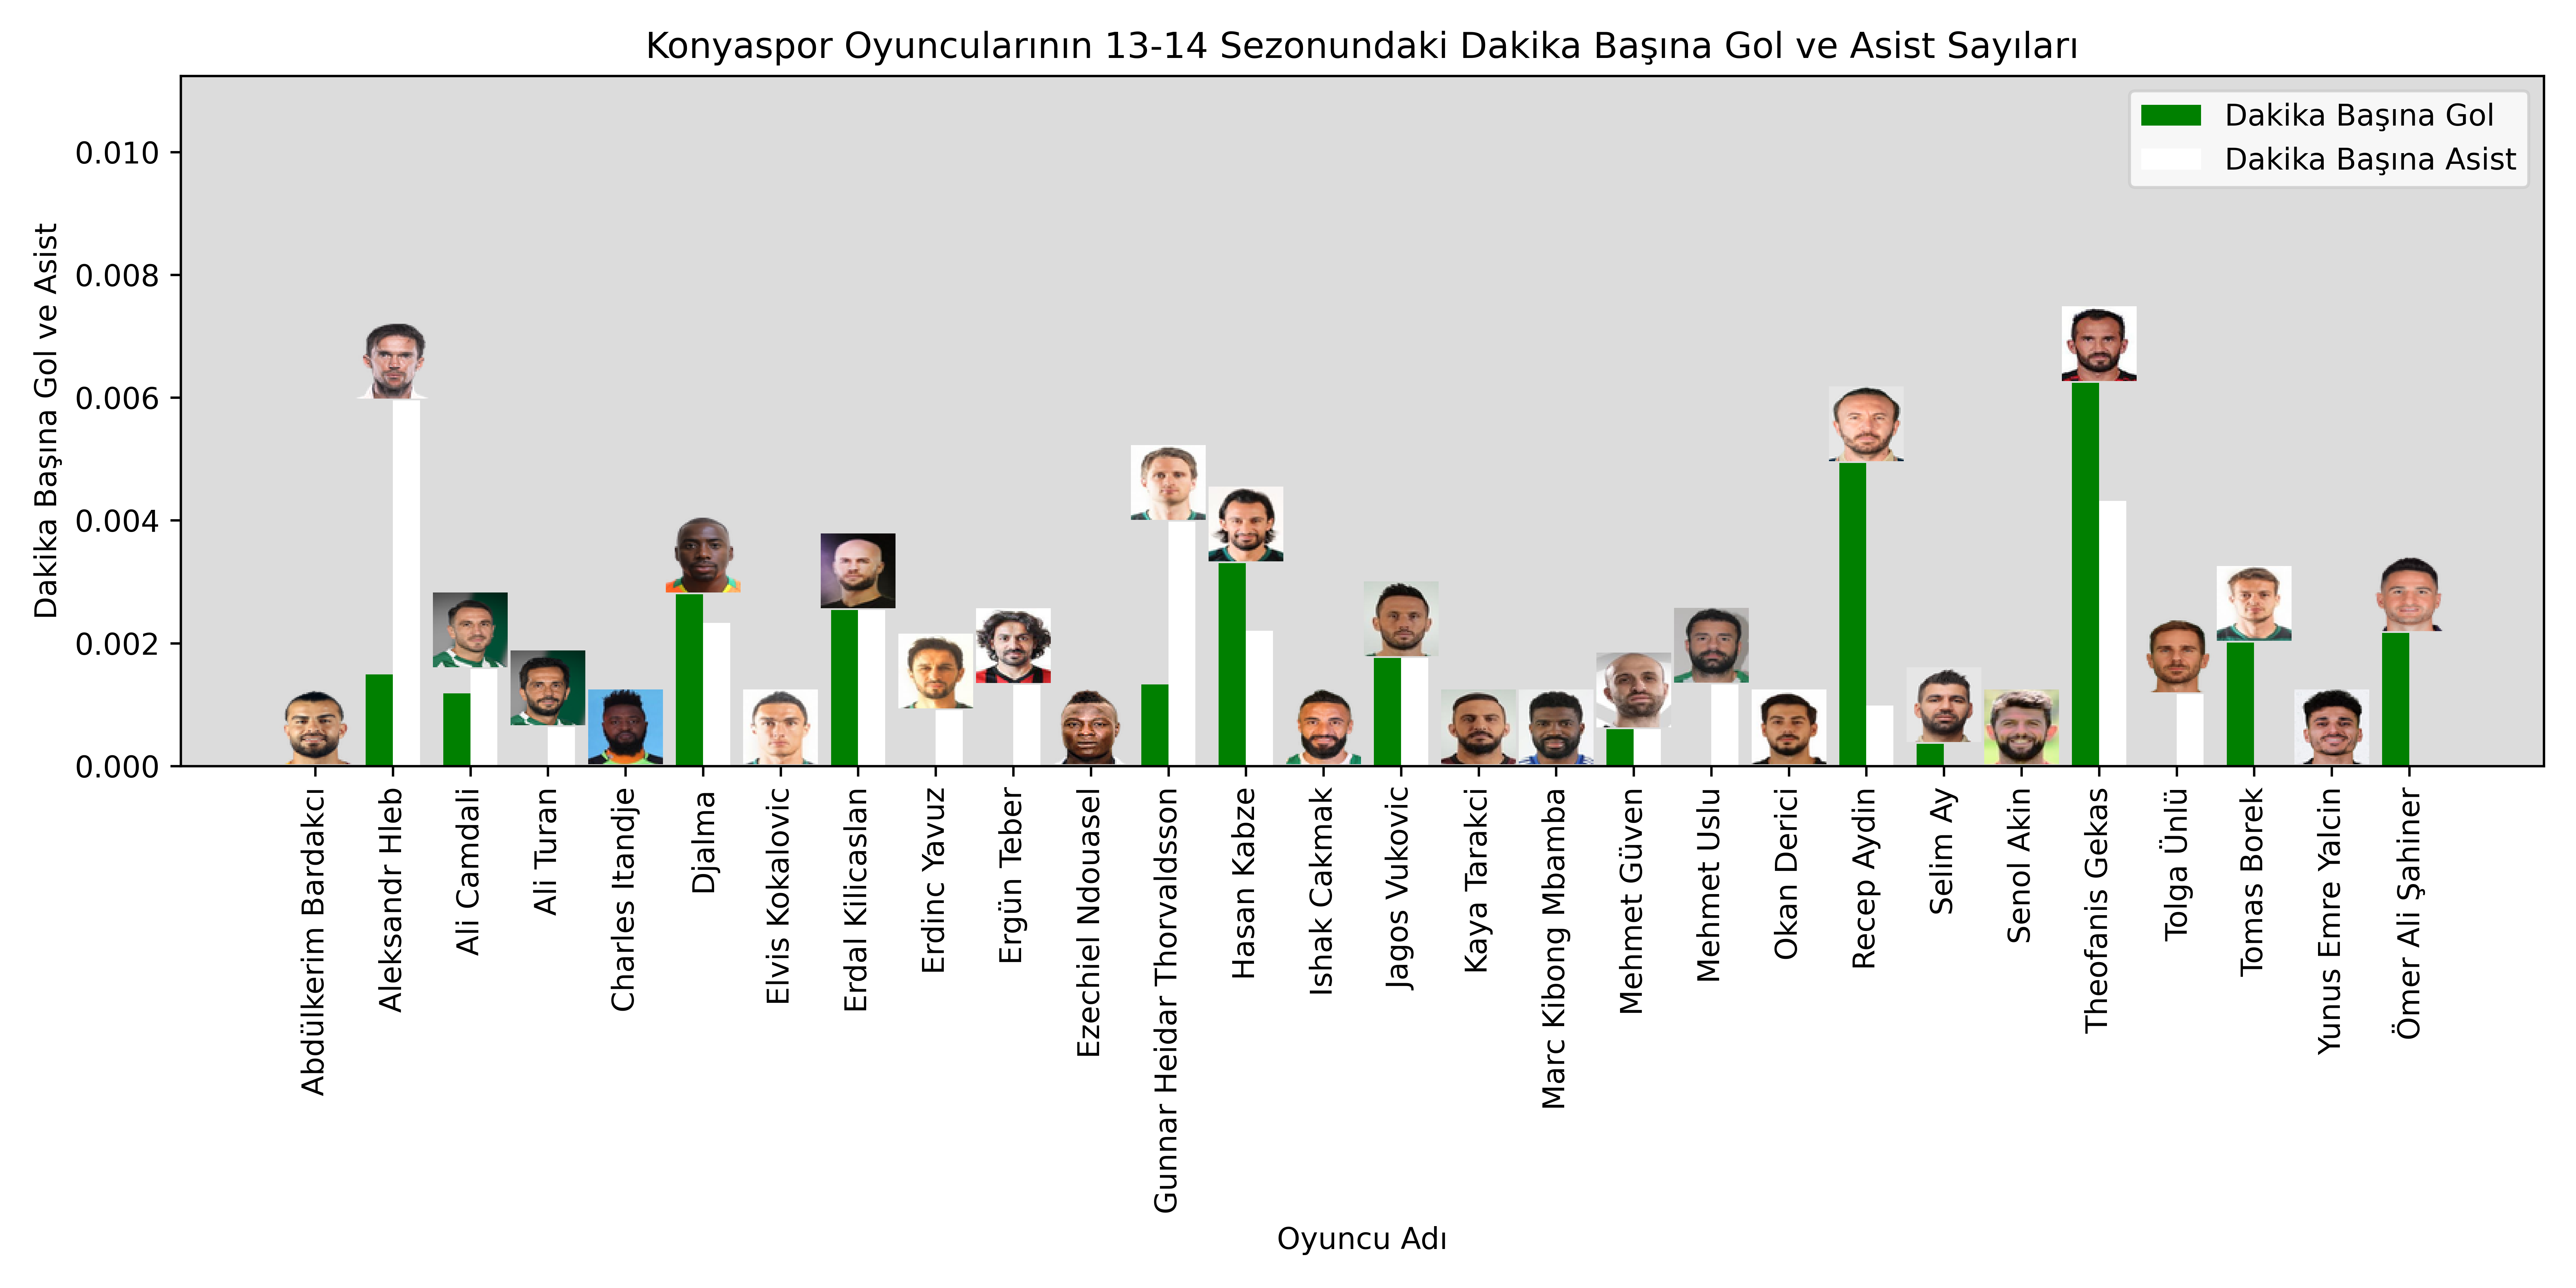 Konyaspor Oyuncularının 13-14 Sezonundaki Dakika Başına Gol ve Asist Sayıları
Dakika Başına Gol
Dakika Başına Asist
Dakika Başına Gol ve Asist
0.010
0.008
0.006
0.004
0.002
0.000
Abdülkerim Bardakcı
Aleksandr Hleb
Ali Camdali
Ali Turan
Charles Itandje
Djalma
Elvis Kokalovic
Erdal Kilicaslan
Erdinc Yavuz
Ergün Teber
Ezechiel Ndouasel
Gunnar Heidar Thorvaldsson
Hasan Kabze
Ishak Cakmak
Jagos Vukovic
Kaya Tarakci
Marc Kibong Mbamba
Mehmet Güven
Mehmet Uslu
Okan Derici
Recep Aydin
Selim Ay
Senol Akin
Theofanis Gekas
Tolga Ünlü
Tomas Borek
Yunus Emre Yalcin
Ömer Ali Şahiner
Oyuncu Adı